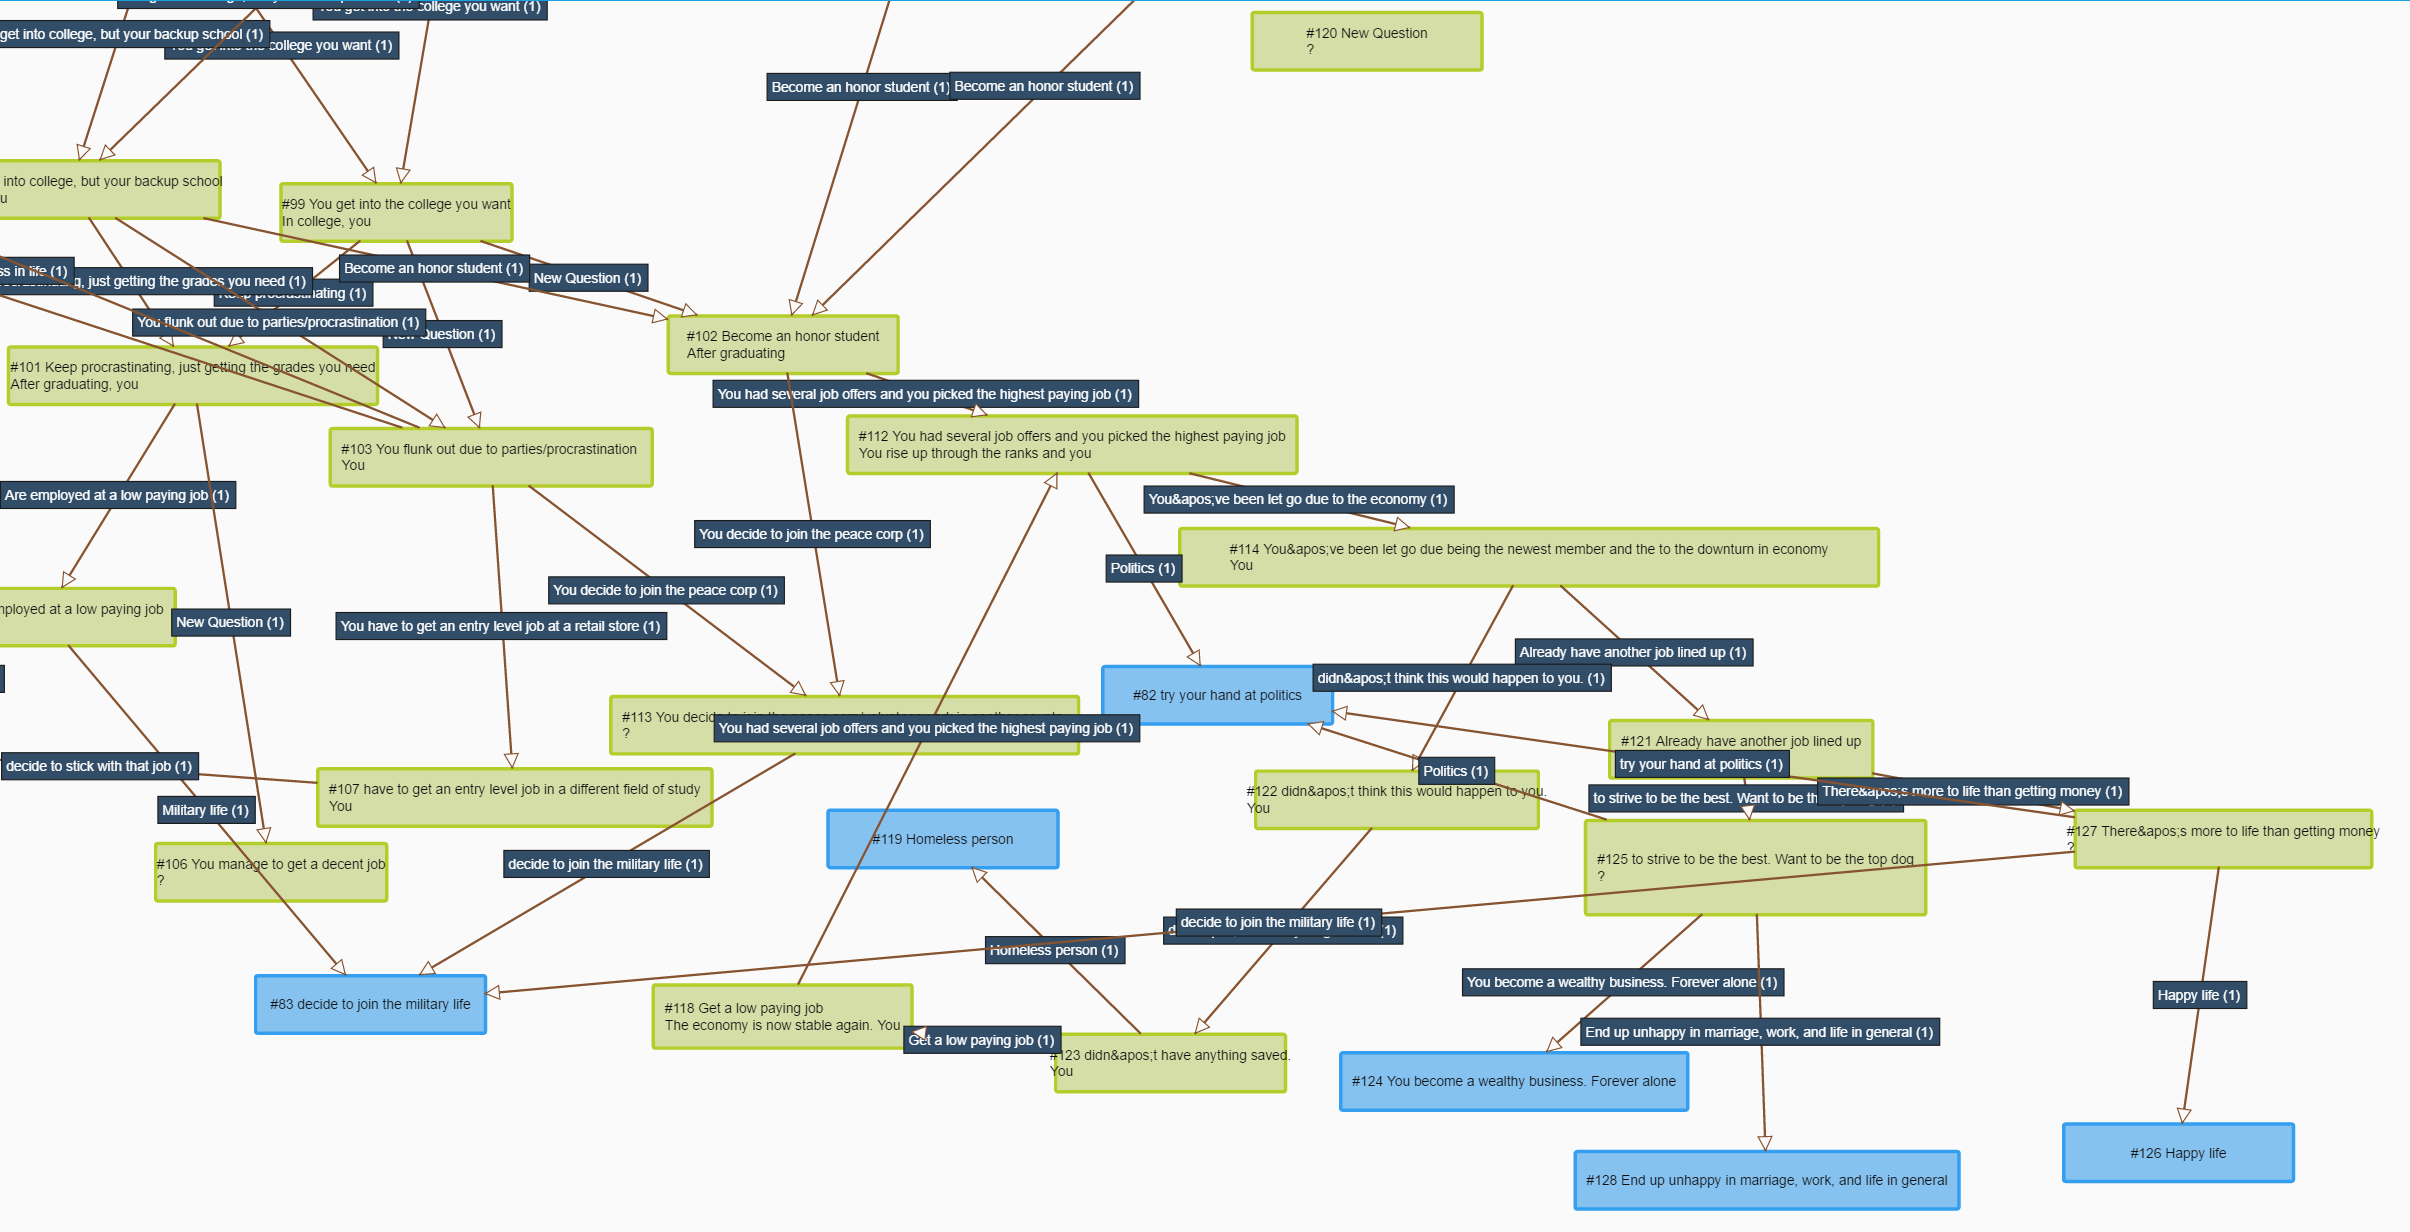 You get into the college you want (1)
get into college, but your backup school (1)
You get into the college you want (1)
#120 New Question
?
Become an honor student (1)
Become an honor student (1)
into college, but your backup school
u
#99 You get into the college you want
In college, you
ss in life (1)
Become an honor student (1)
New Question (1)
g, just getting the grades you need (1)
Keep procrastinating (1)
You flunk out due to parties/procrastination (1)
New Question (1)
#102 Become an honor student
After graduating
#101 Keep procrastinating, just getting the grades you need
After graduating, you
You had several job offers and you picked the highest paying job (1)
#103 You flunk out due to parties/procrastination
You
#112 You had several job offers and you picked the highest paying job
You rise up through the ranks and you
Are employed at a low paying job (1)
You&apos;ve been let go due to the economy (1)
You decide to join the peace corp (1)
#114 You&apos;ve been let go due being the newest member and the to the downturn in economy
You
Politics (1)
You decide to join the peace corp (1)
mployed at a low paying job
New Question (1)
You have to get an entry level job at a retail store (1)
Already have another job lined up (1)
didn&apos;t think this would happen to you. (1)
#82 try your hand at politics
#113 You decide
?
You had several job offers and you picked the highest paying job (1)
#121 Already have another job lined up
try your hand at politics (1)
decide to stick with that job (1)
Politics (1)
#107 have to get an entry level job in a different field of study
You
#122 didn&apos;t think this would happen to you.
You
to strive to be the best. Want to be th
There&apos;s more to life than getting money (1)
Military life (1)
#119 Homeless person
#127 There&apos;s more to life than getting money
?
#106 You manage to get a decent job
?
decide to join the military life (1)
#125 to strive to be the best. Want to be the top dog
?
decide to join the military life (1)
d
(1)
Homeless person (1)
You become a wealthy business. Forever alone (1)
Happy life (1)
#83 decide to join the military life
#118 Get a low paying job
The economy is now stable again. You
Get a low paying job (1)
End up unhappy in marriage, work, and life in general (1)
#123 didn&apos;t have anything saved.
You
#124 You become a wealthy business. Forever alone
#126 Happy life
#128 End up unhappy in marriage, work, and life in general